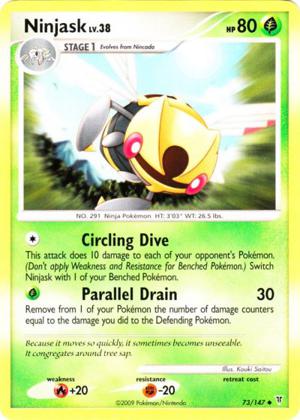 Ninjask LV.38
HP 80
STAGE 1 Evolves from Nincada
NO. 291 Ninja Pokémon HT: 3'03" WT: 26.5 lbs.
Circling Dive
This attack does 10 damage to each of your opponent's Pokémon.
(Don't apply Weakness and Resistance for Benched Pokémon.) Switch
Ninjask with 1 of your Benched Pokémon.
Parallel Drain 30
Remove from 1 of your Pokémon the number of damage counters
equal to the damage you did to the Defending Pokémon.
Because it moves so quickly, it sometimes becomes unseeable.
It congregates around tree sap.
Illus. Kouki Saitou
weakness resistance retreat cost
+20 -20
©2009 Pokémon/Nintendo 73/147